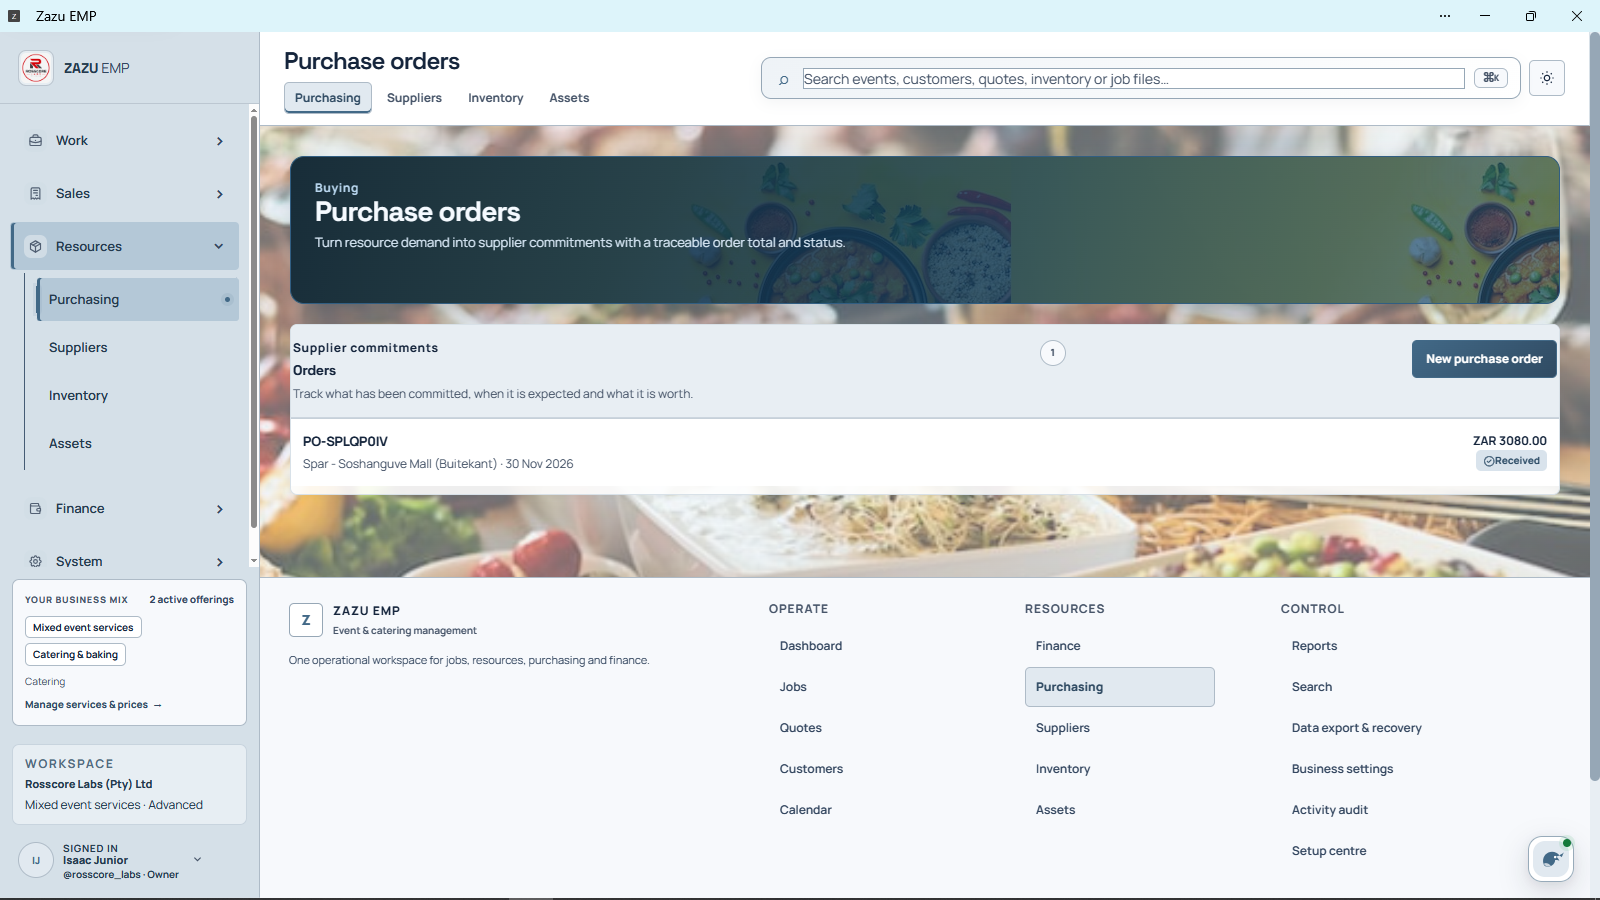 Z
Zazu EMP
ROSSCORE
ZAZU EMP
Work
Sales
Resources
Purchasing
Suppliers
Inventory
Assets
Finance
System
YOUR BUSINESS MIX
2 active offerings
Mixed event services
Catering & baking
Catering
Manage services & prices →
WORKSPACE
Rosscore Labs (Pty) Ltd
Mixed event services · Advanced
IJ
SIGNED IN
Isaac Junior
@rosscore_labs · Owner
Purchase orders
Purchasing
Suppliers
Inventory
Assets
Search events, customers, quotes, inventory or job files...
⌘K
Buying
Purchase orders
Turn resource demand into supplier commitments with a traceable order total and status.
Supplier commitments
1
Orders
Track what has been committed, when it is expected and what it is worth.
New purchase order
PO-SPLQP0IV
Spar - Soshanguve Mall (Buitekant) · 30 Nov 2026
ZAR 3080.00
Received
Z
ZAZU EMP
Event & catering management
One operational workspace for jobs, resources, purchasing and finance.
OPERATE
Dashboard
Jobs
Quotes
Customers
Calendar
RESOURCES
Finance
Purchasing
Suppliers
Inventory
Assets
CONTROL
Reports
Search
Data export & recovery
Business settings
Activity audit
Setup centre